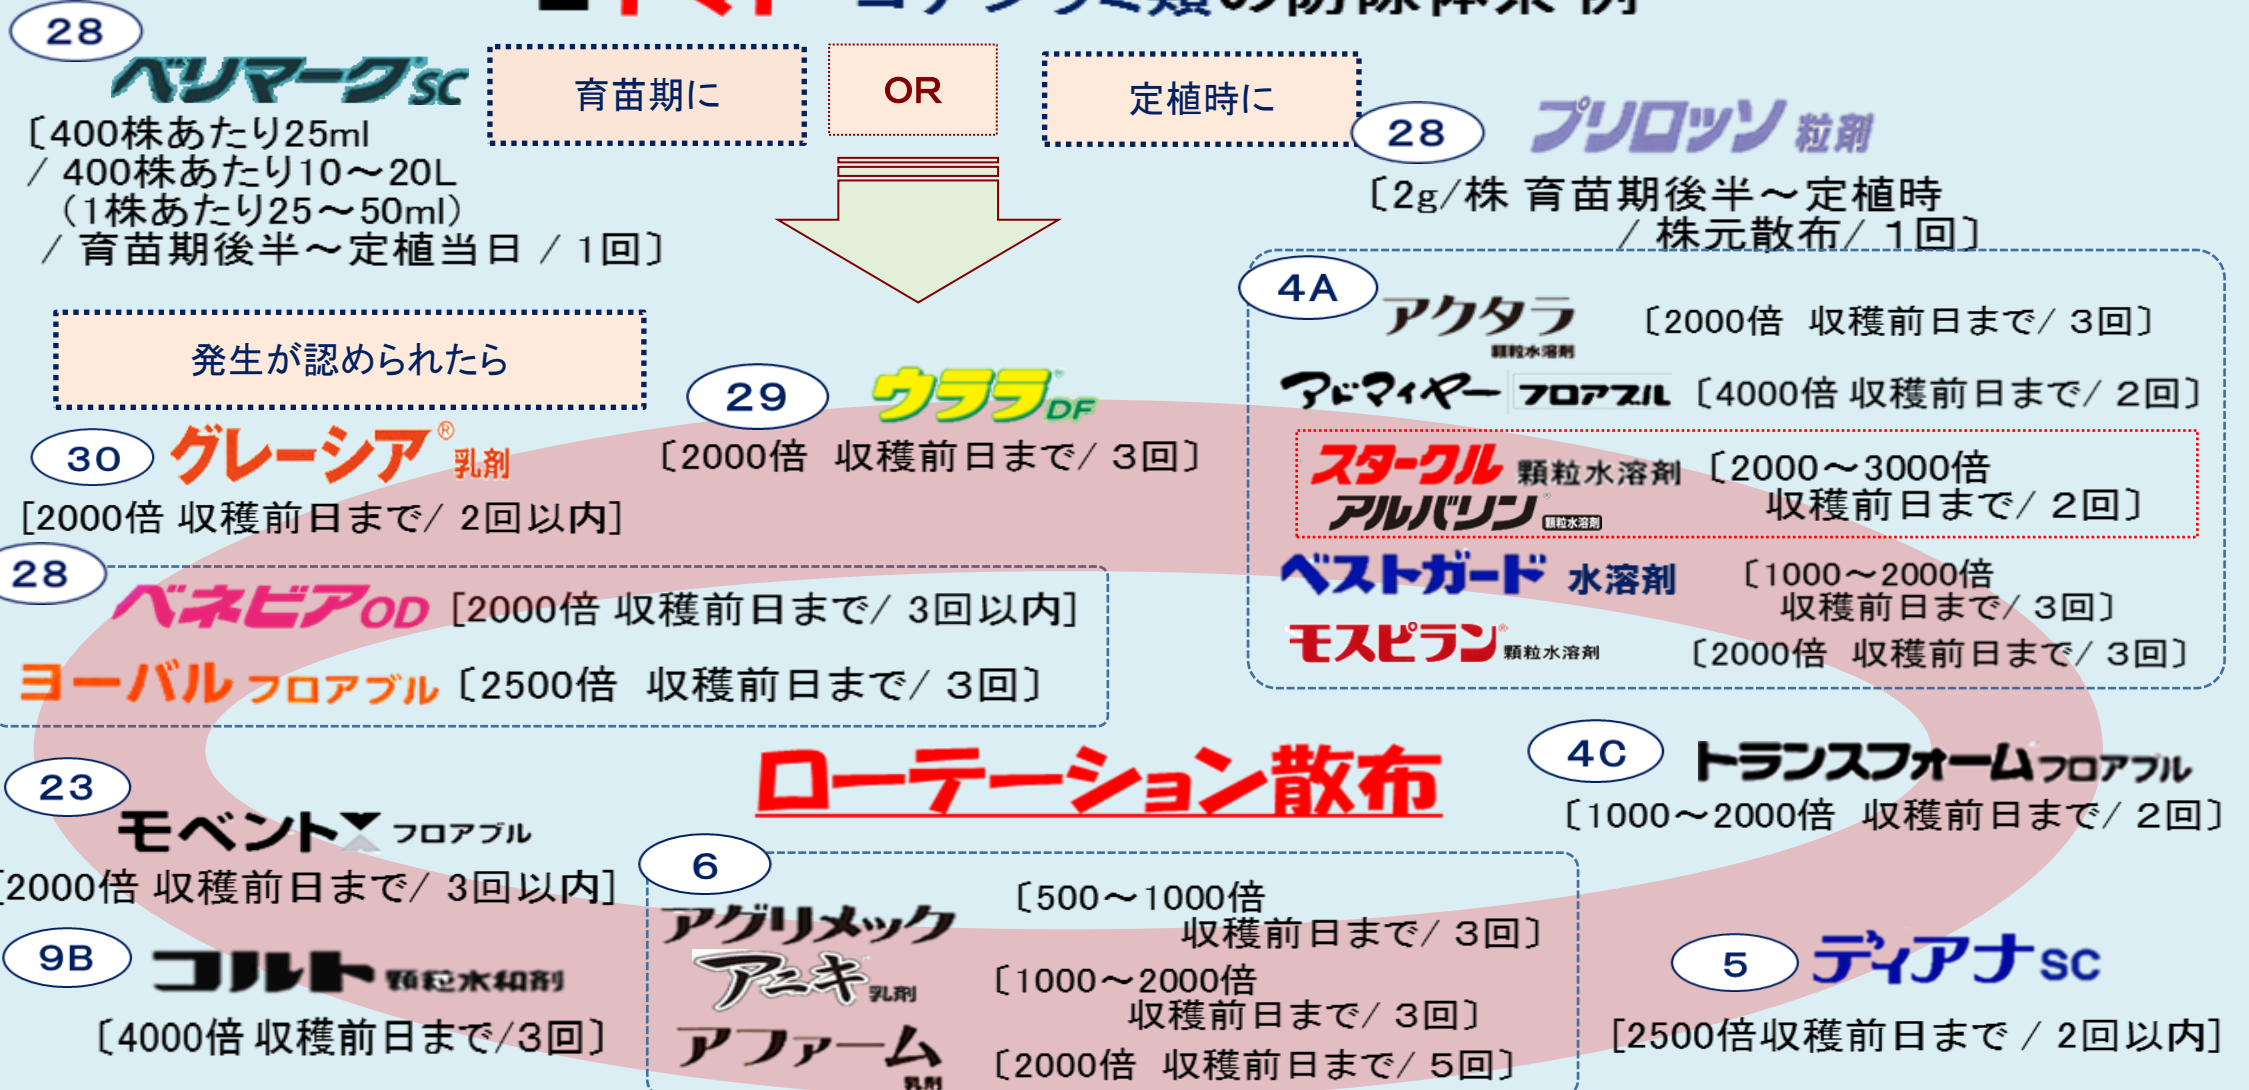 28
ベリマークSC
〔400株あたり25ml
/ 400株あたり10～20L
（1株あたり25～50ml）
/ 育苗期後半～定植当日 / 1回〕
育苗期に
OR
定植時に
28
プリロッソ 粒剤
〔2g/株 育苗期後半～定植時
/ 株元散布/ 1回〕
発生が認められたら
30
グレーシア® 乳剤
[2000倍 収穫前日まで/ 2回以内]
29
ウララDF
〔2000倍 収穫前日まで/ 3回〕
4A
アクタラ
顆粒水溶剤
〔2000倍 収穫前日まで/ 3回〕
アドマイヤー フロアブル 〔4000倍 収穫前日まで/ 2回〕
スタークル 顆粒水溶剤 〔2000～3000倍
アルバリン® 顆粒水溶剤 収穫前日まで/ 2回〕
ベストガード 水溶剤 〔1000～2000倍
収穫前日まで/ 3回〕
モスピラン® 顆粒水溶剤 〔2000倍 収穫前日まで/ 3回〕
28
ベネビアOD [2000倍 収穫前日まで/ 3回以内]
ヨーバル フロアブル 〔2500倍 収穫前日まで/ 3回〕
ローテーション散布
23
モベント フロアブル
[2000倍 収穫前日まで/ 3回以内]
4C
トランスフォーム フロアブル
〔1000～2000倍 収穫前日まで/ 2回〕
9B
コルト 顆粒水和剤
〔4000倍 収穫前日まで/3回〕
6
アグリメック 〔500～1000倍
収穫前日まで/ 3回〕
アニキ 乳剤 〔1000～2000倍
収穫前日まで/ 3回〕
アファーム 〔2000倍 収穫前日まで/ 5回〕
乳剤
5
ディアナSC
[2500倍収穫前日まで / 2回以内]